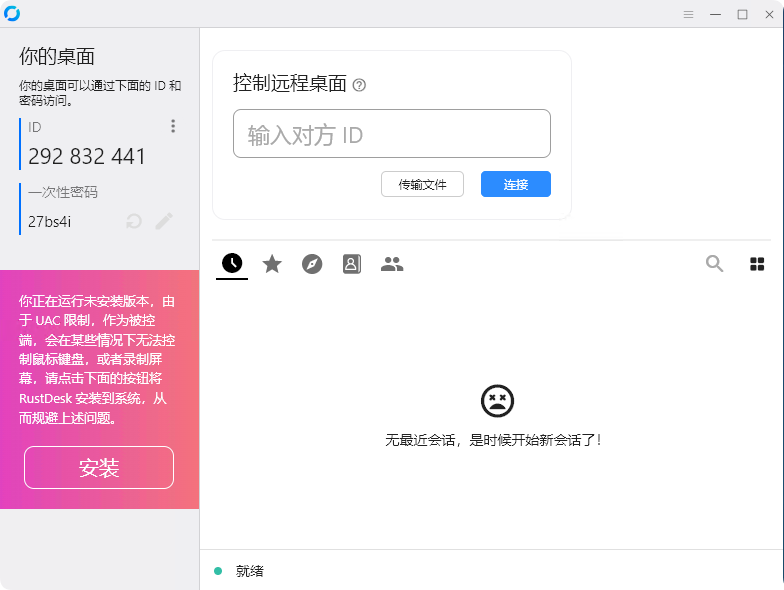 你的桌面
你的桌面可以通过下面的 ID 和
密码访问。
ID
292 832 441
一次性密码
27bs4i
你正在运行未安装版本，由
于 UAC 限制，作为被控
端，会在某些情况下无法控
制鼠标键盘，或者录制屏
幕，请点击下面的按钮将
RustDesk 安装到系统，从
而规避上述问题。
安装
控制远程桌面
输入对方 ID
传输文件
连接
无最近会话，是时候开始新会话了！
就绪